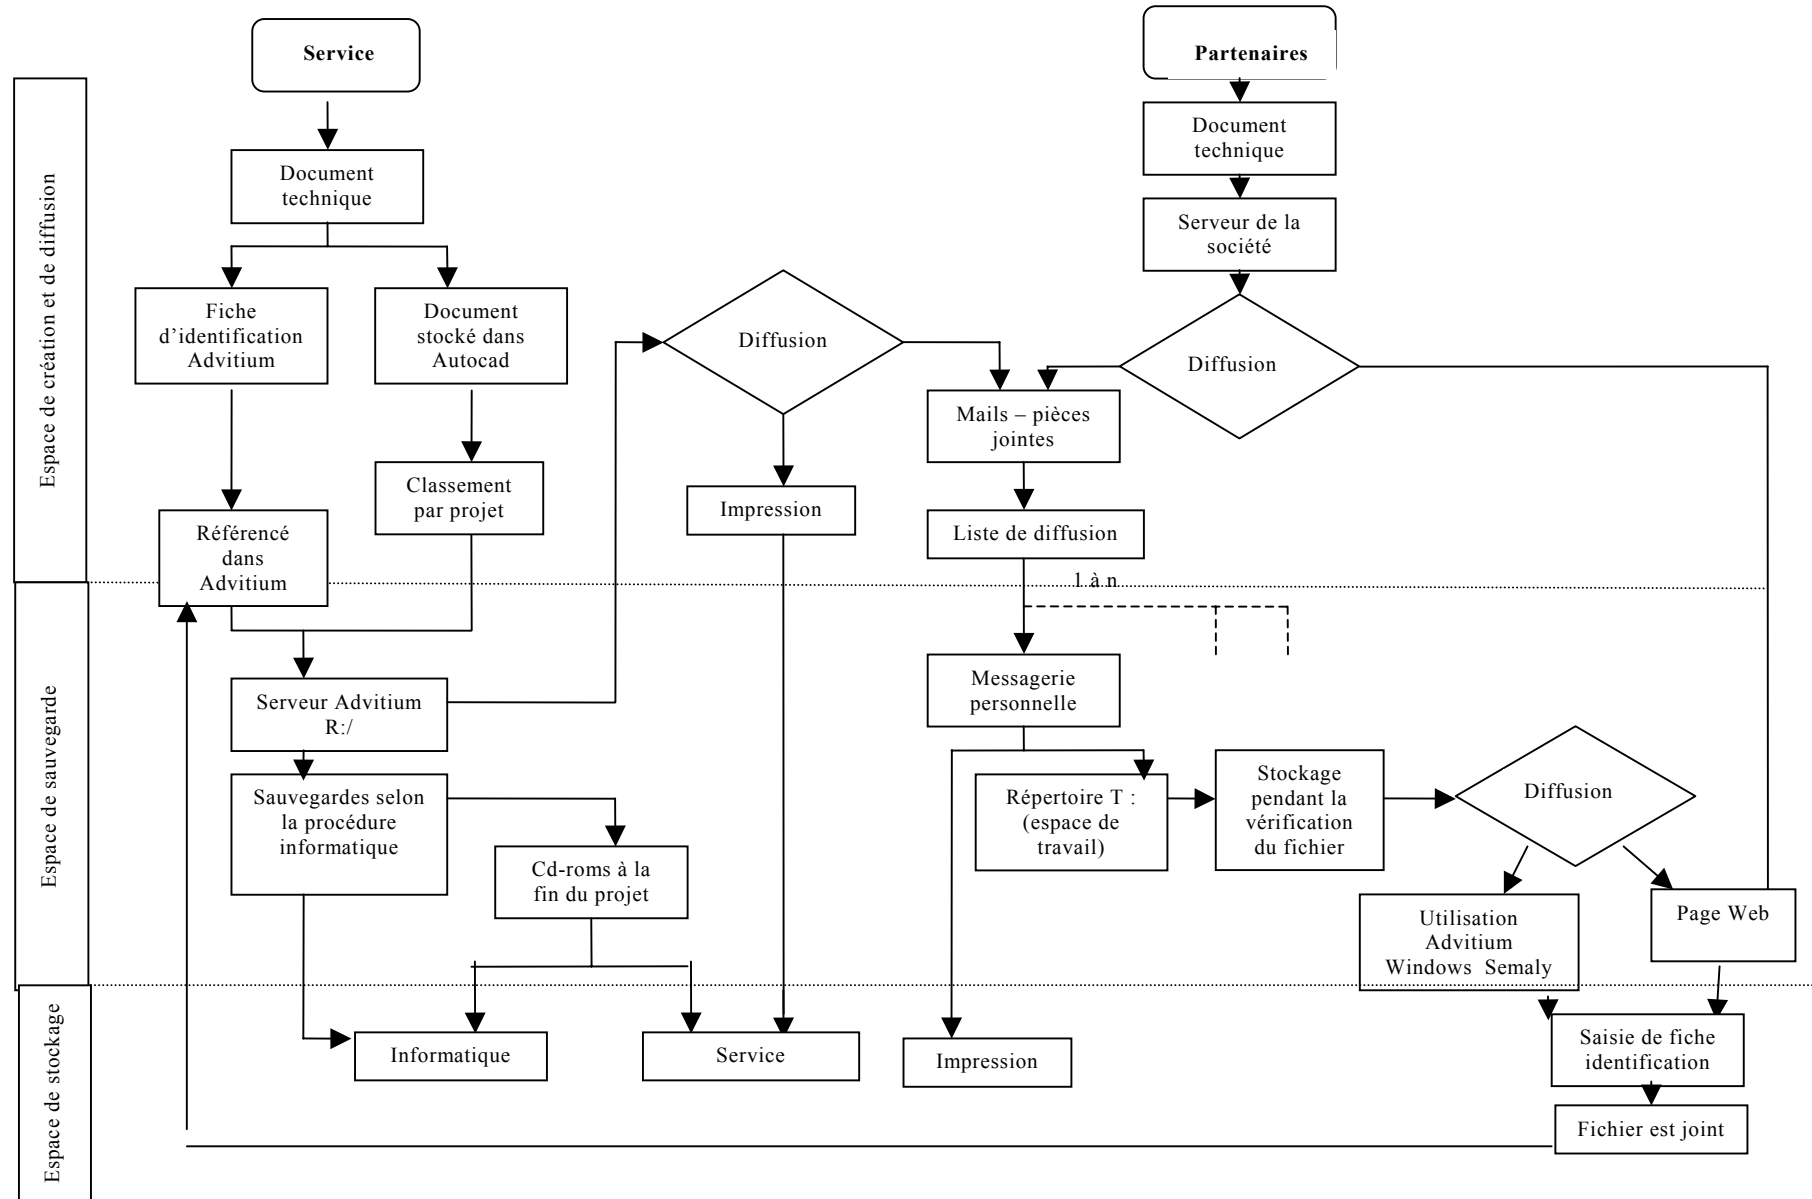 Service
Partenaires
Espace de création et de diffusion
Document
technique
Document
technique
Serveur de la
société
Fiche
d’identification
Advitium
Document
stocké dans
Autocad
Diffusion
Diffusion
Mails – pièces
jointes
Classement
par projet
Impression
Liste de diffusion
Référencé
dans
Advitium
1 à n
Espace de sauvegarde
Serveur Advitium
R:/
Messagerie
personnelle
Sauvegardes selon
la procédure
informatique
Répertoire T :
(espace de
travail)
Stockage
pendant la
vérification
du fichier
Diffusion
Cd-roms à la
fin du projet
Utilisation
Advitium
Windows Semaly
Page Web
Espace de stockage
Informatique
Service
Impression
Saisie de fiche
identification
Fichier est joint